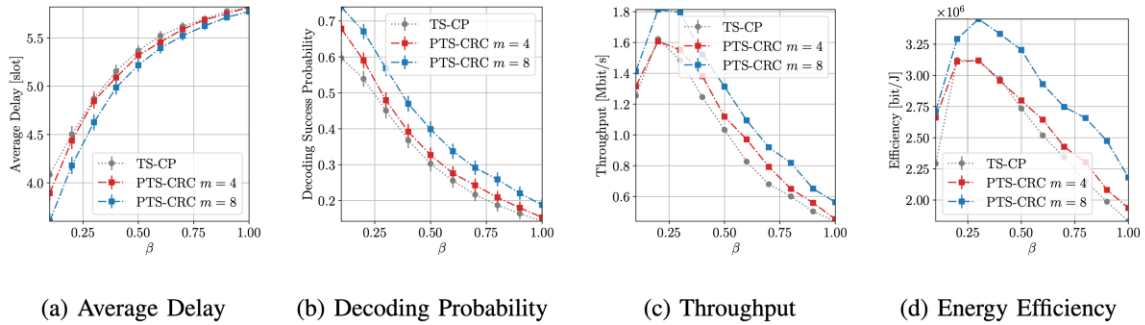 Average Delay [slot]
5.5
5.0
4.5
4.0
TS-CP
PTS-CRC m = 4
PTS-CRC m = 8
0.25 0.50 0.75 1.00
β
(a) Average Delay
Decoding Success Probability
0.7
0.6
0.5
0.4
0.3
0.2
TS-CP
PTS-CRC m = 4
PTS-CRC m = 8
0.25 0.50 0.75 1.00
β
(b) Decoding Probability
Throughput [Mbit/s]
1.8
1.6
1.4
1.2
1.0
0.8
0.6
TS-CP
PTS-CRC m = 4
PTS-CRC m = 8
0.25 0.50 0.75 1.00
β
(c) Throughput
×10⁶
Efficiency [bit/J]
3.25
3.00
2.75
2.50
2.25
2.00
TS-CP
PTS-CRC m = 4
PTS-CRC m = 8
0.25 0.50 0.75 1.00
β
(d) Energy Efficiency